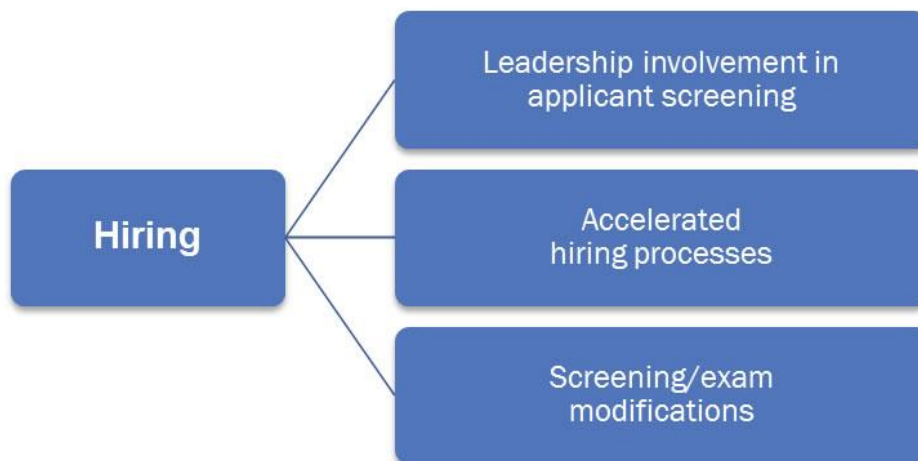 Hiring
Leadership involvement in
applicant screening
Accelerated
hiring processes
Screening/exam
modifications